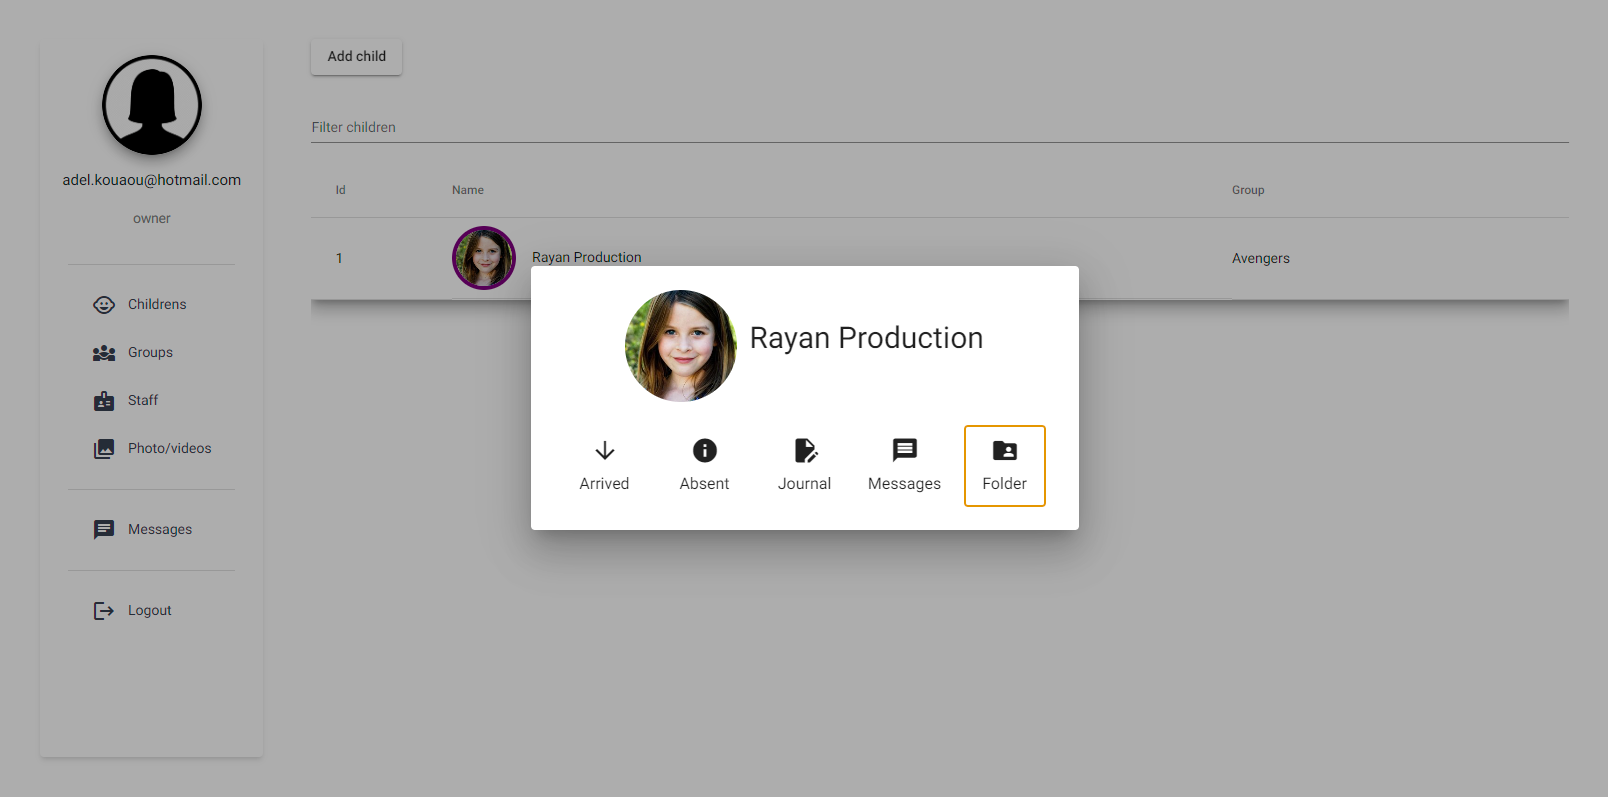 adel.kouaou@hotmail.com
owner
Childrens
Groups
Staff
Photo/videos
Messages
Logout
Add child
Filter children
Id Name Group
1 Rayan Production Avengers
Rayan Production
Arrived Absent Journal Messages Folder